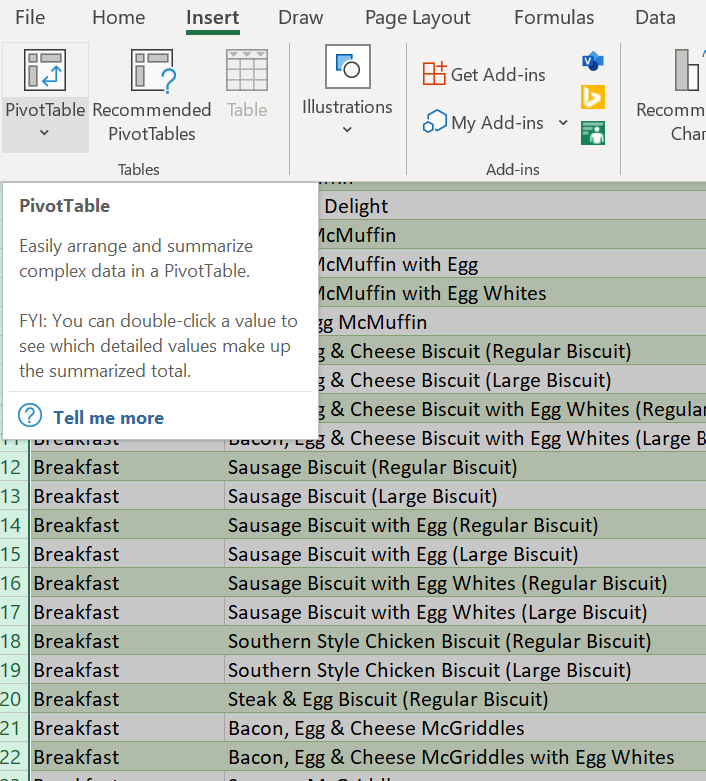 File Home Insert Draw Page Layout Formulas Data
PivotTable
Recommended
PivotTables
Table
Illustrations
Get Add-ins
My Add-ins
Recomm
Char
Tables
Add-ins
PivotTable
Easily arrange and summarize
complex data in a PivotTable.
FYI: You can double-click a value to
see which detailed values make up
the summarized total.
Tell me more
Delight
McMuffin
McMuffin with Egg
McMuffin with Egg Whites
gg McMuffin
g & Cheese Biscuit (Regular Biscuit)
g & Cheese Biscuit (Large Biscuit)
g & Cheese Biscuit with Egg Whites (Regular
11 Breakfast Bacon, Egg & Cheese Biscuit with Egg Whites (Large B
12 Breakfast Sausage Biscuit (Regular Biscuit)
13 Breakfast Sausage Biscuit (Large Biscuit)
14 Breakfast Sausage Biscuit with Egg (Regular Biscuit)
15 Breakfast Sausage Biscuit with Egg (Large Biscuit)
16 Breakfast Sausage Biscuit with Egg Whites (Regular Biscuit)
17 Breakfast Sausage Biscuit with Egg Whites (Large Biscuit)
18 Breakfast Southern Style Chicken Biscuit (Regular Biscuit)
19 Breakfast Southern Style Chicken Biscuit (Large Biscuit)
20 Breakfast Steak & Egg Biscuit (Regular Biscuit)
21 Breakfast Bacon, Egg & Cheese McGriddles
22 Breakfast Bacon, Egg & Cheese McGriddles with Egg Whites